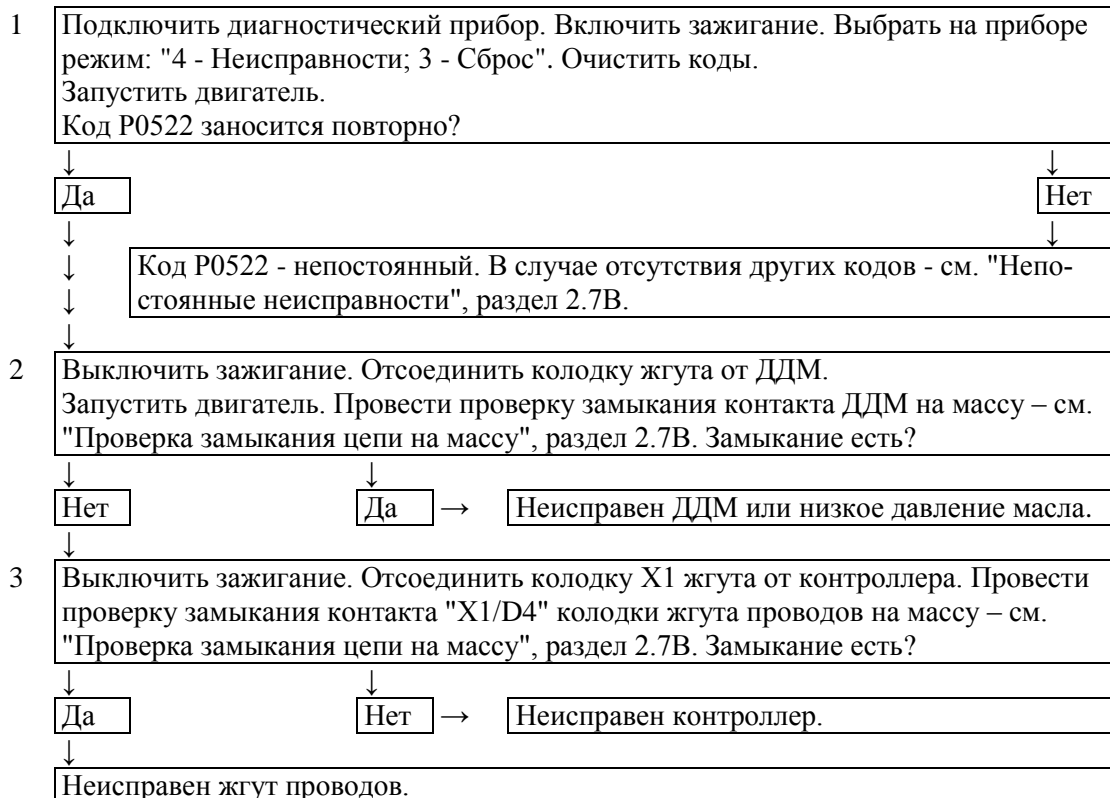 1 Подключить диагностический прибор. Включить зажигание. Выбрать на приборе
режим: "4 - Неисправности; 3 - Сброс". Очистить коды.
Запустить двигатель.
Код Р0522 заносится повторно?
↓ ↓
Да Нет
↓ ↓
↓ Код Р0522 - непостоянный. В случае отсутствия других кодов - см. "Непо-
↓ стоянные неисправности", раздел 2.7В.
↓
2 Выключить зажигание. Отсоединить колодку жгута от ДДМ.
Запустить двигатель. Провести проверку замыкания контакта ДДМ на массу – см.
"Проверка замыкания цепи на массу", раздел 2.7В. Замыкание есть?
↓ ↓
Нет Да → Неисправен ДДМ или низкое давление масла.
↓
3 Выключить зажигание. Отсоединить колодку Х1 жгута от контроллера. Провести
проверку замыкания контакта "X1/D4" колодки жгута проводов на массу – см.
"Проверка замыкания цепи на массу", раздел 2.7В. Замыкание есть?
↓ ↓
Да Нет → Неисправен контроллер.
↓
Неисправен жгут проводов.